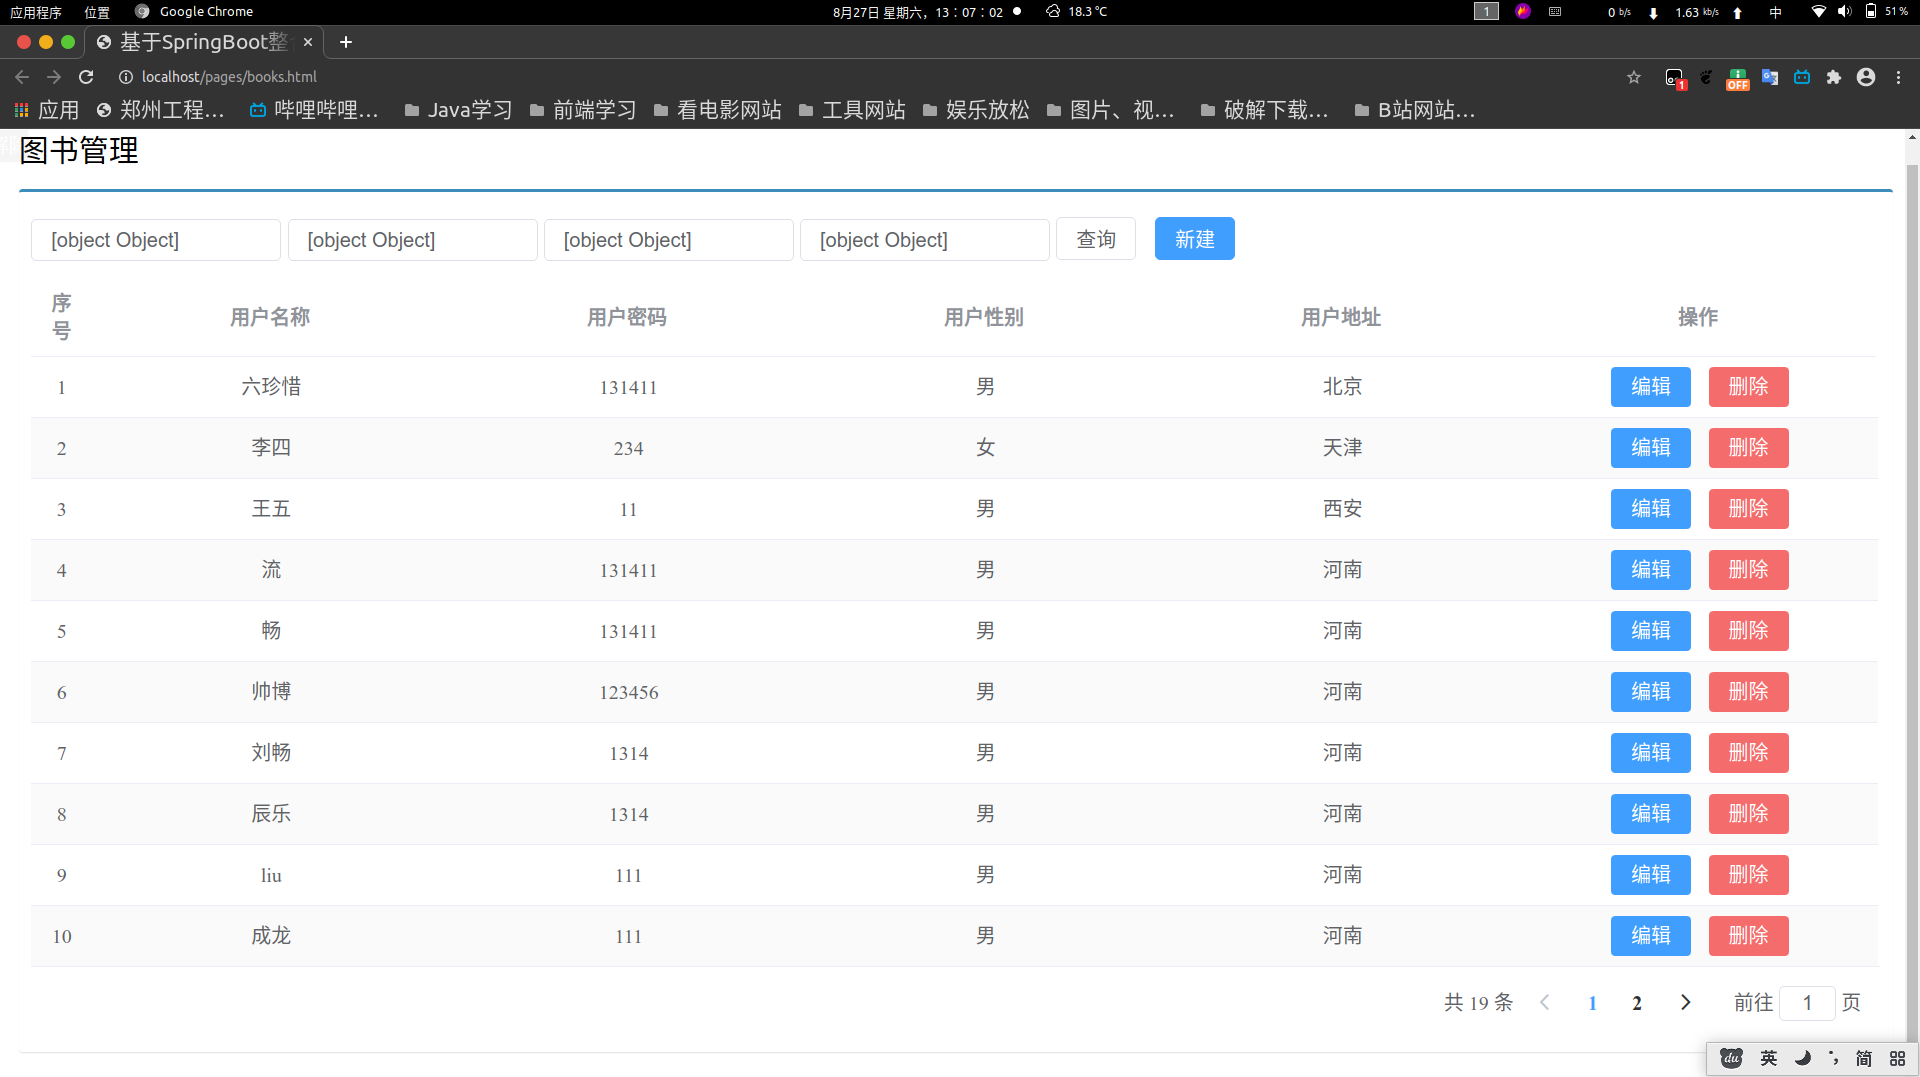 应用程序 位置 Google Chrome 8月27日 星期六，13：07：02 18.3 °C 1 0 b/s 1.63 kb/s 中 51 %
基于SpringBoot整
localhost/pages/books.html 1 OFF
应用 郑州工程... 哔哩哔哩... Java学习 前端学习 看电影网站 工具网站 娱乐放松 图片、视... 破解下载... B站网站...
图书管理
[object Object] [object Object] [object Object] [object Object] 查询 新建
序号 用户名称 用户密码 用户性别 用户地址 操作
1 六珍惜 131411 男 北京 编辑 删除
2 李四 234 女 天津 编辑 删除
3 王五 11 男 西安 编辑 删除
4 流 131411 男 河南 编辑 删除
5 畅 131411 男 河南 编辑 删除
6 帅博 123456 男 河南 编辑 删除
7 刘畅 1314 男 河南 编辑 删除
8 辰乐 1314 男 河南 编辑 删除
9 liu 111 男 河南 编辑 删除
10 成龙 111 男 河南 编辑 删除
共 19 条 1 2 前往 1 页
du 英 简